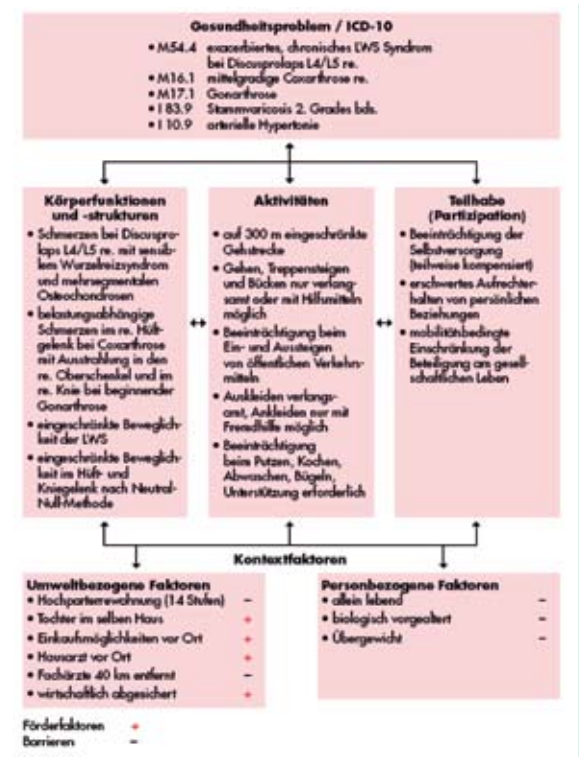 Gesundheitsproblem / ICD-10
• M54.4 exacerbiertes, chronisches LWS Syndrom
bei Discusprolaps L4/L5 re.
• M16.1 mittelgradige Coxarthrose re.
• M17.1 Gonarthrose
• I 83.9 Stammvaricosis 2. Grades bds.
• I 10.9 arterielle Hypertonie
Körperfunktionen
und -strukturen
• Schmerzen bei Discuspro-
laps L4/L5 re. mit sensib-
lem Wurzelreizsyndrom
und mehrsegmentalen
Osteochondrosen
• belastungsabhängige
Schmerzen im re. Hüft-
gelenk bei Coxarthrose
mit Ausstrahlung in den
re. Oberschenkel und im
re. Knie bei beginnender
Gonarthrose
• eingeschränkte Beweglich-
keit der LWS
• eingeschränkte Beweglich-
keit im Hüft- und
Kniegelenk nach Neutral-
Null-Methode
Aktivitäten
• auf 300 m eingeschränkte
Gehstrecke
• Gehen, Treppensteigen
und Bücken nur verlang-
samt oder mit Hilfsmitteln
möglich
• Beeinträchtigung beim
Ein- und Aussteigen
von öffentlichen Verkehrs-
mitteln
• Auskleiden verlangs-
amt, Ankleiden nur mit
Fremdhilfe möglich
• Beeinträchtigung
beim Putzen, Kochen,
Abwaschen, Bügeln,
Unterstützung erforderlich
Teilhabe
(Partizipation)
• Beeinträchtigung der
Selbstversorgung
(teilweise kompensiert)
• erschwertes Aufrechter-
halten von persönlichen
Beziehungen
• mobilitätsbedingte
Einschränkung der
Beteiligung am gesell-
schaftlichen Leben
Kontextfaktoren
Umweltbezogene Faktoren
• Hochparterrewohnung (14 Stufen) –
• Tochter im selben Haus +
• Einkaufmöglichkeiten vor Ort +
• Hausarzt vor Ort +
• Fachärzte 40 km entfernt –
• wirtschaftlich abgesichert +
Personbezogene Faktoren
• allein lebend –
• biologisch vorgealtert –
• Übergewicht –
Förderfaktoren +
Barrieren –